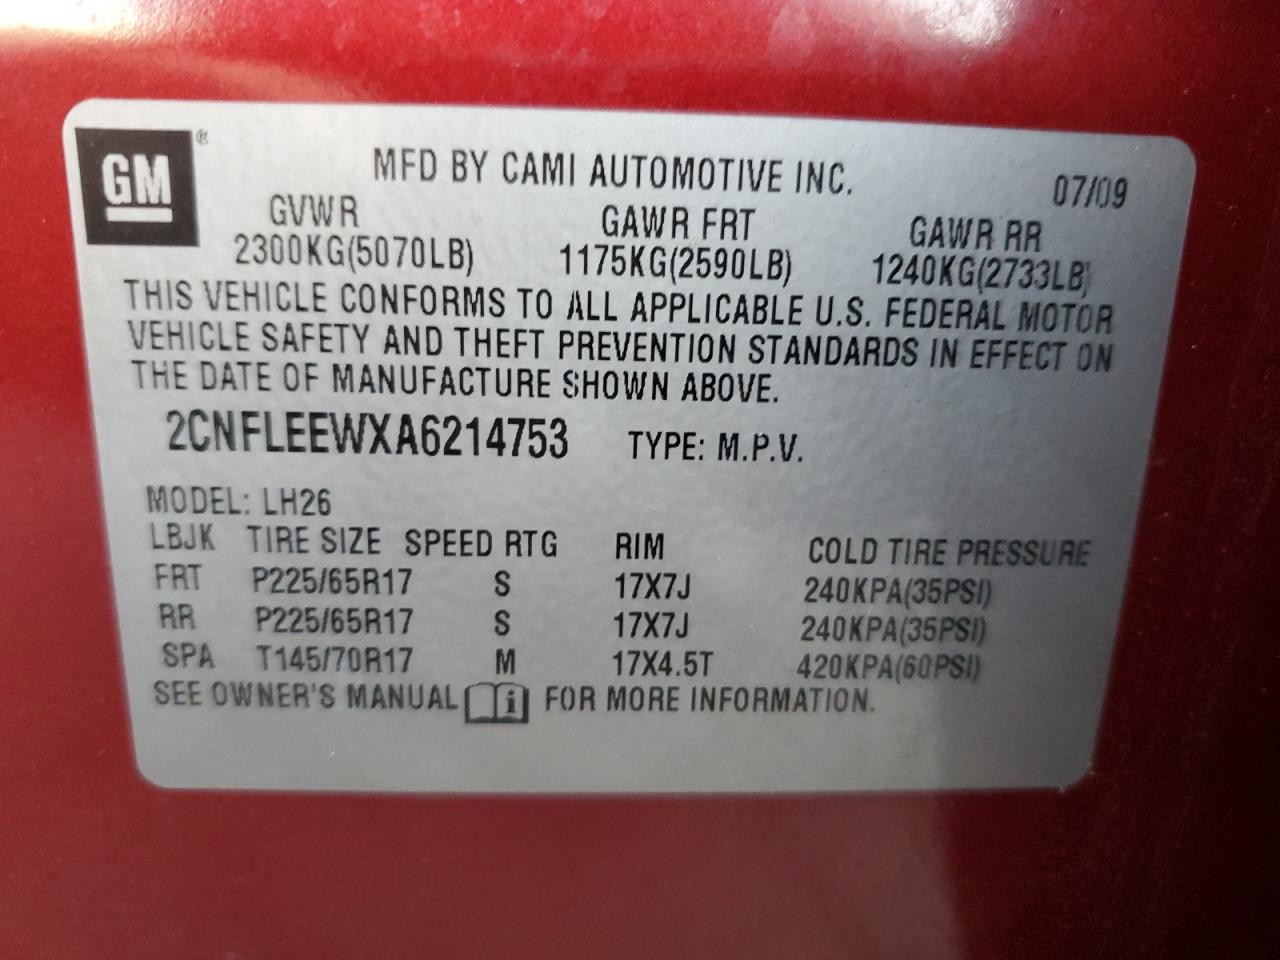 GM®
MFD BY CAMI AUTOMOTIVE INC.
07/09
GVWR GAWR FRT GAWR RR
2300KG(5070LB) 1175KG(2590LB) 1240KG(2733LB)
THIS VEHICLE CONFORMS TO ALL APPLICABLE U.S. FEDERAL MOTOR
VEHICLE SAFETY AND THEFT PREVENTION STANDARDS IN EFFECT ON
THE DATE OF MANUFACTURE SHOWN ABOVE.
2CNFLEEWXA6214753 TYPE: M.P.V.
MODEL: LH26
LBJK TIRE SIZE SPEED RTG RIM COLD TIRE PRESSURE
FRT P225/65R17 S 17X7J 240KPA(35PSI)
RR P225/65R17 S 17X7J 240KPA(35PSI)
SPA T145/70R17 M 17X4.5T 420KPA(60PSI)
SEE OWNER'S MANUAL i FOR MORE INFORMATION.